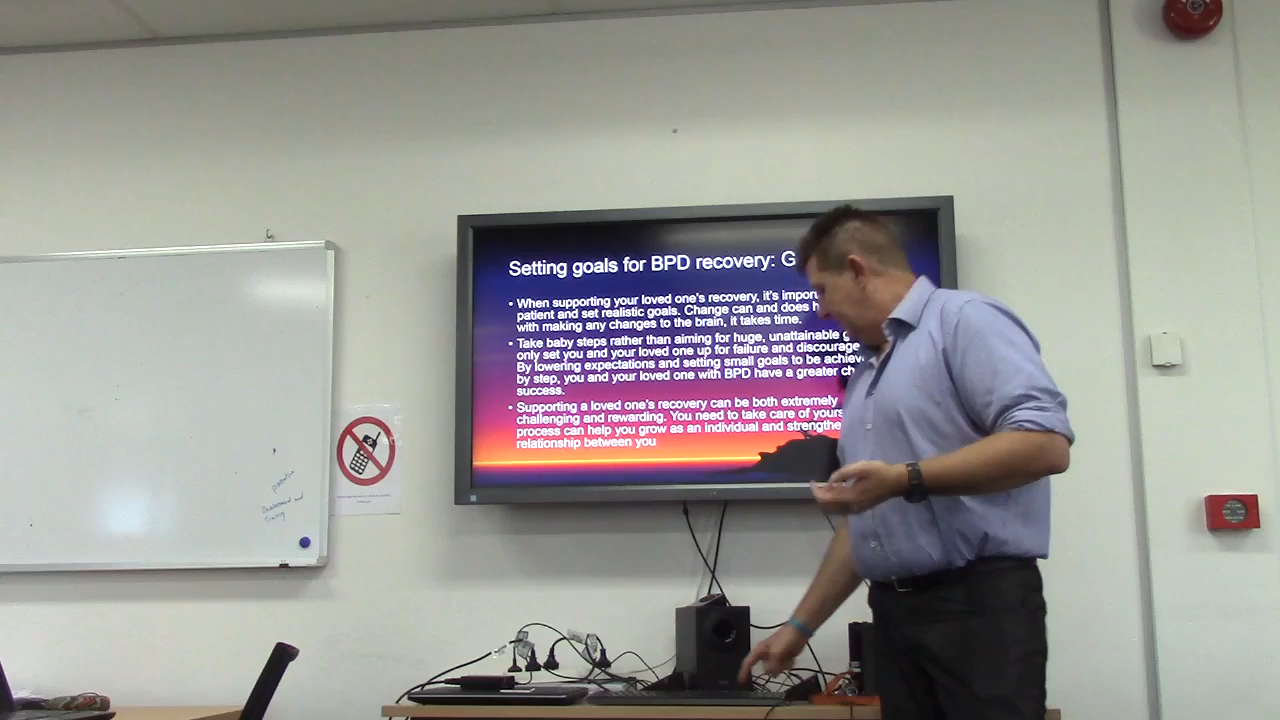 Setting goals for BPD recovery: G
• When supporting your loved one's recovery, it's import
patient and set realistic goals. Change can and does h
with making any changes to the brain, it takes time.
• Take baby steps rather than aiming for huge, unattainable g
only set you and your loved one up for failure and discourage
By lowering expectations and setting small goals to be achiev
by step, you and your loved one with BPD have a greater ch
success.
• Supporting a loved one's recovery can be both extremely
challenging and rewarding. You need to take care of yours
process can help you grow as an individual and strengthe
relationship between you
and
Training